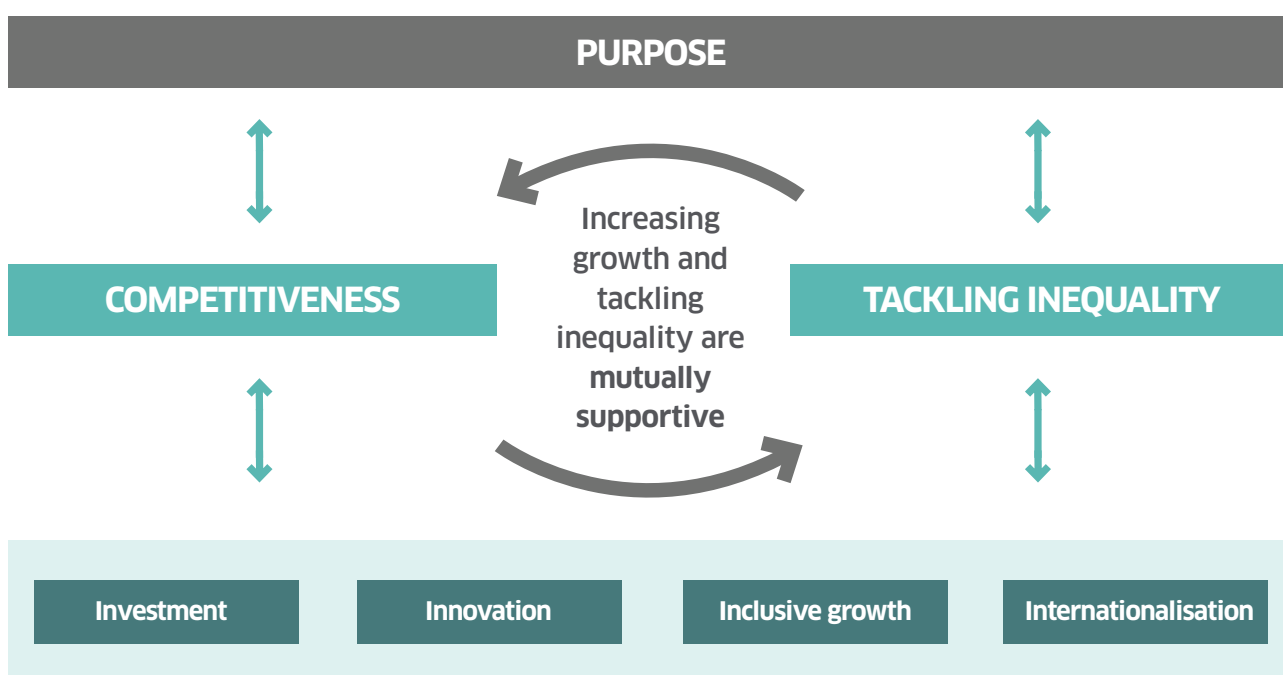 PURPOSE
COMPETITIVENESS
Increasing
growth and
tackling
inequality are
mutually
supportive
TACKLING INEQUALITY
Investment
Innovation
Inclusive growth
Internationalisation